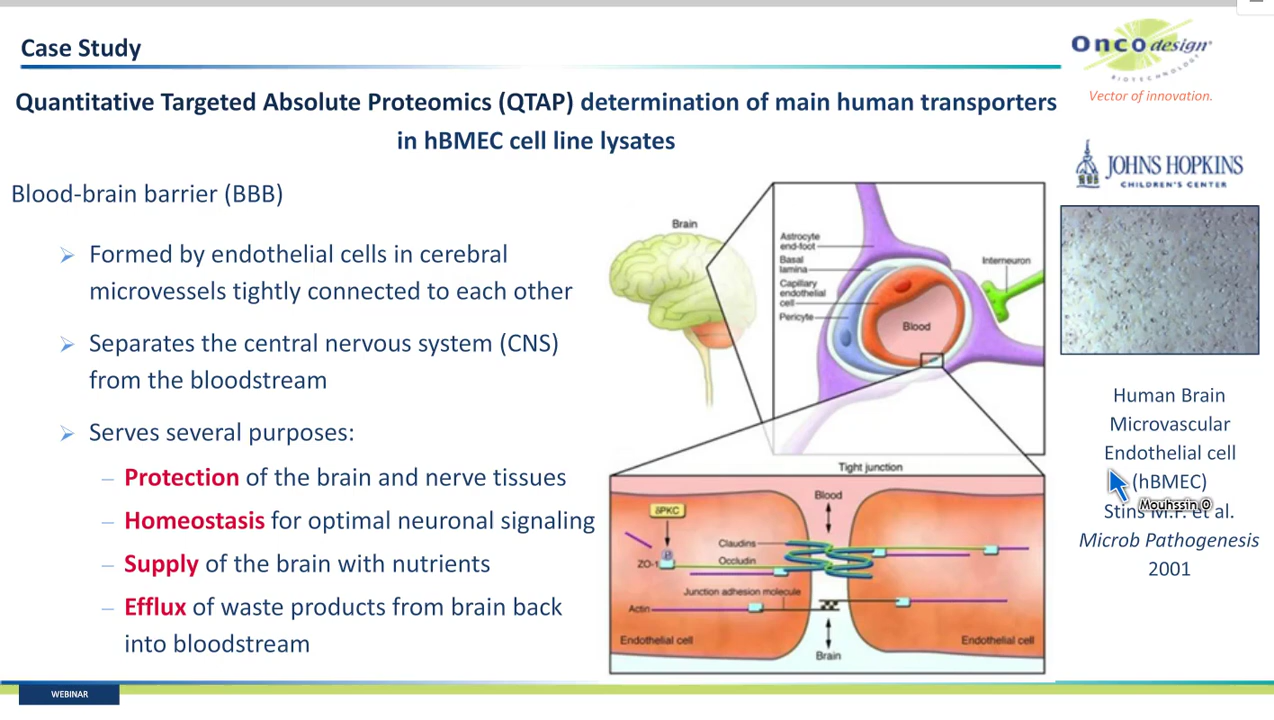 Case Study
Oncodesign
BIOTECHNOLOGY
Vector of innovation.
Quantitative Targeted Absolute Proteomics (QTAP) determination of main human transporters
in hBMEC cell line lysates
JOHNS HOPKINS
CHILDREN'S CENTER
Blood-brain barrier (BBB)
Formed by endothelial cells in cerebral
microvessels tightly connected to each other
Separates the central nervous system (CNS)
from the bloodstream
Serves several purposes:
– Protection of the brain and nerve tissues
– Homeostasis for optimal neuronal signaling
– Supply of the brain with nutrients
– Efflux of waste products from brain back
into bloodstream
Brain
Astrocyte
end-foot
Basal
lamina
Capillary
endothelial
cell
Pericyte
Interneuron
Blood
Tight junction
Blood
δPKC
P
Claudins
ZO-1
Occludin
Junction adhesion molecule
Actin
Endothelial cell
Endothelial cell
Brain
Human Brain
Microvascular
Endothelial cell
(hBMEC)
Mouhssin O
Stins M.F. et al.
Microb Pathogenesis
2001
WEBINAR